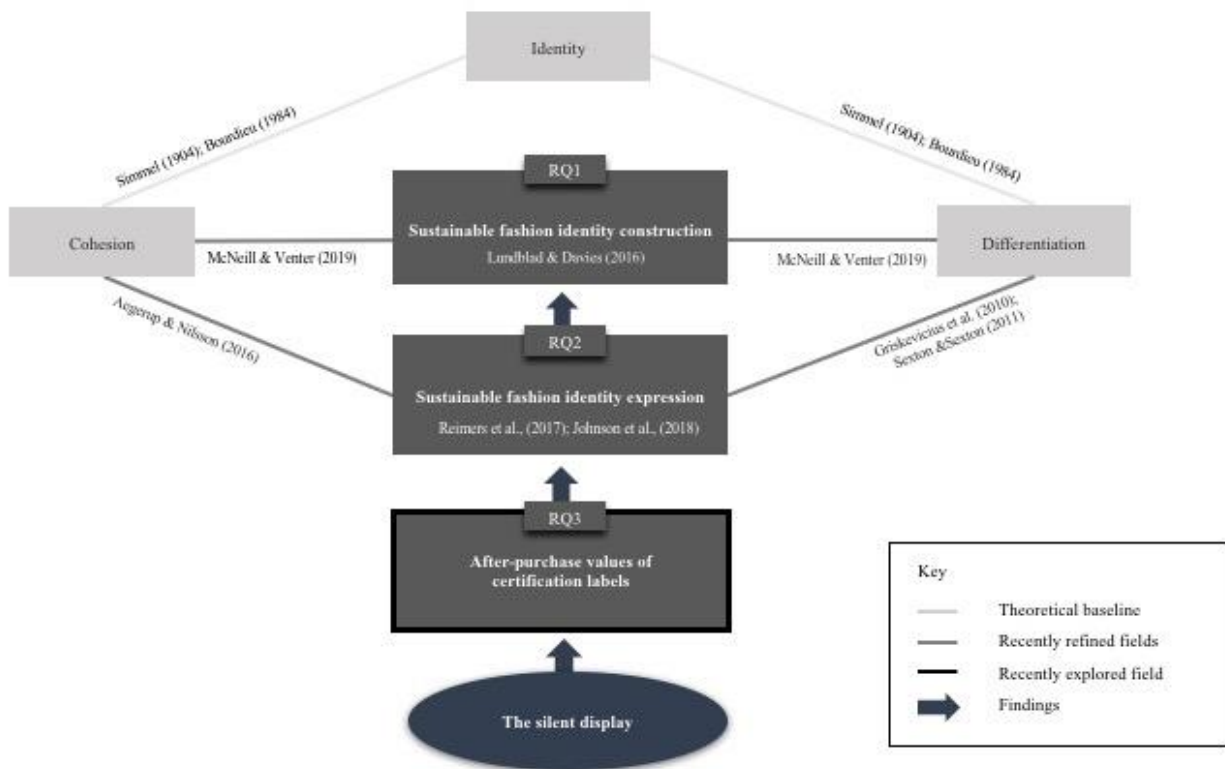 Identity
Simmel (1904); Bourdieu (1984)
Simmel (1904); Bourdieu (1984)
RQ1
Cohesion
Sustainable fashion identity construction
Lundblad & Davies (2016)
Differentiation
McNeill & Venter (2019)
McNeill & Venter (2019)
Aegerup & Nilsson (2016)
Griskevicius et al. (2010);
Sexton &Sexton (2011)
RQ2
Sustainable fashion identity expression
Reimers et al., (2017); Johnson et al., (2018)
RQ3
After-purchase values of
certification labels
The silent display
Key
Theoretical baseline
Recently refined fields
Recently explored field
Findings